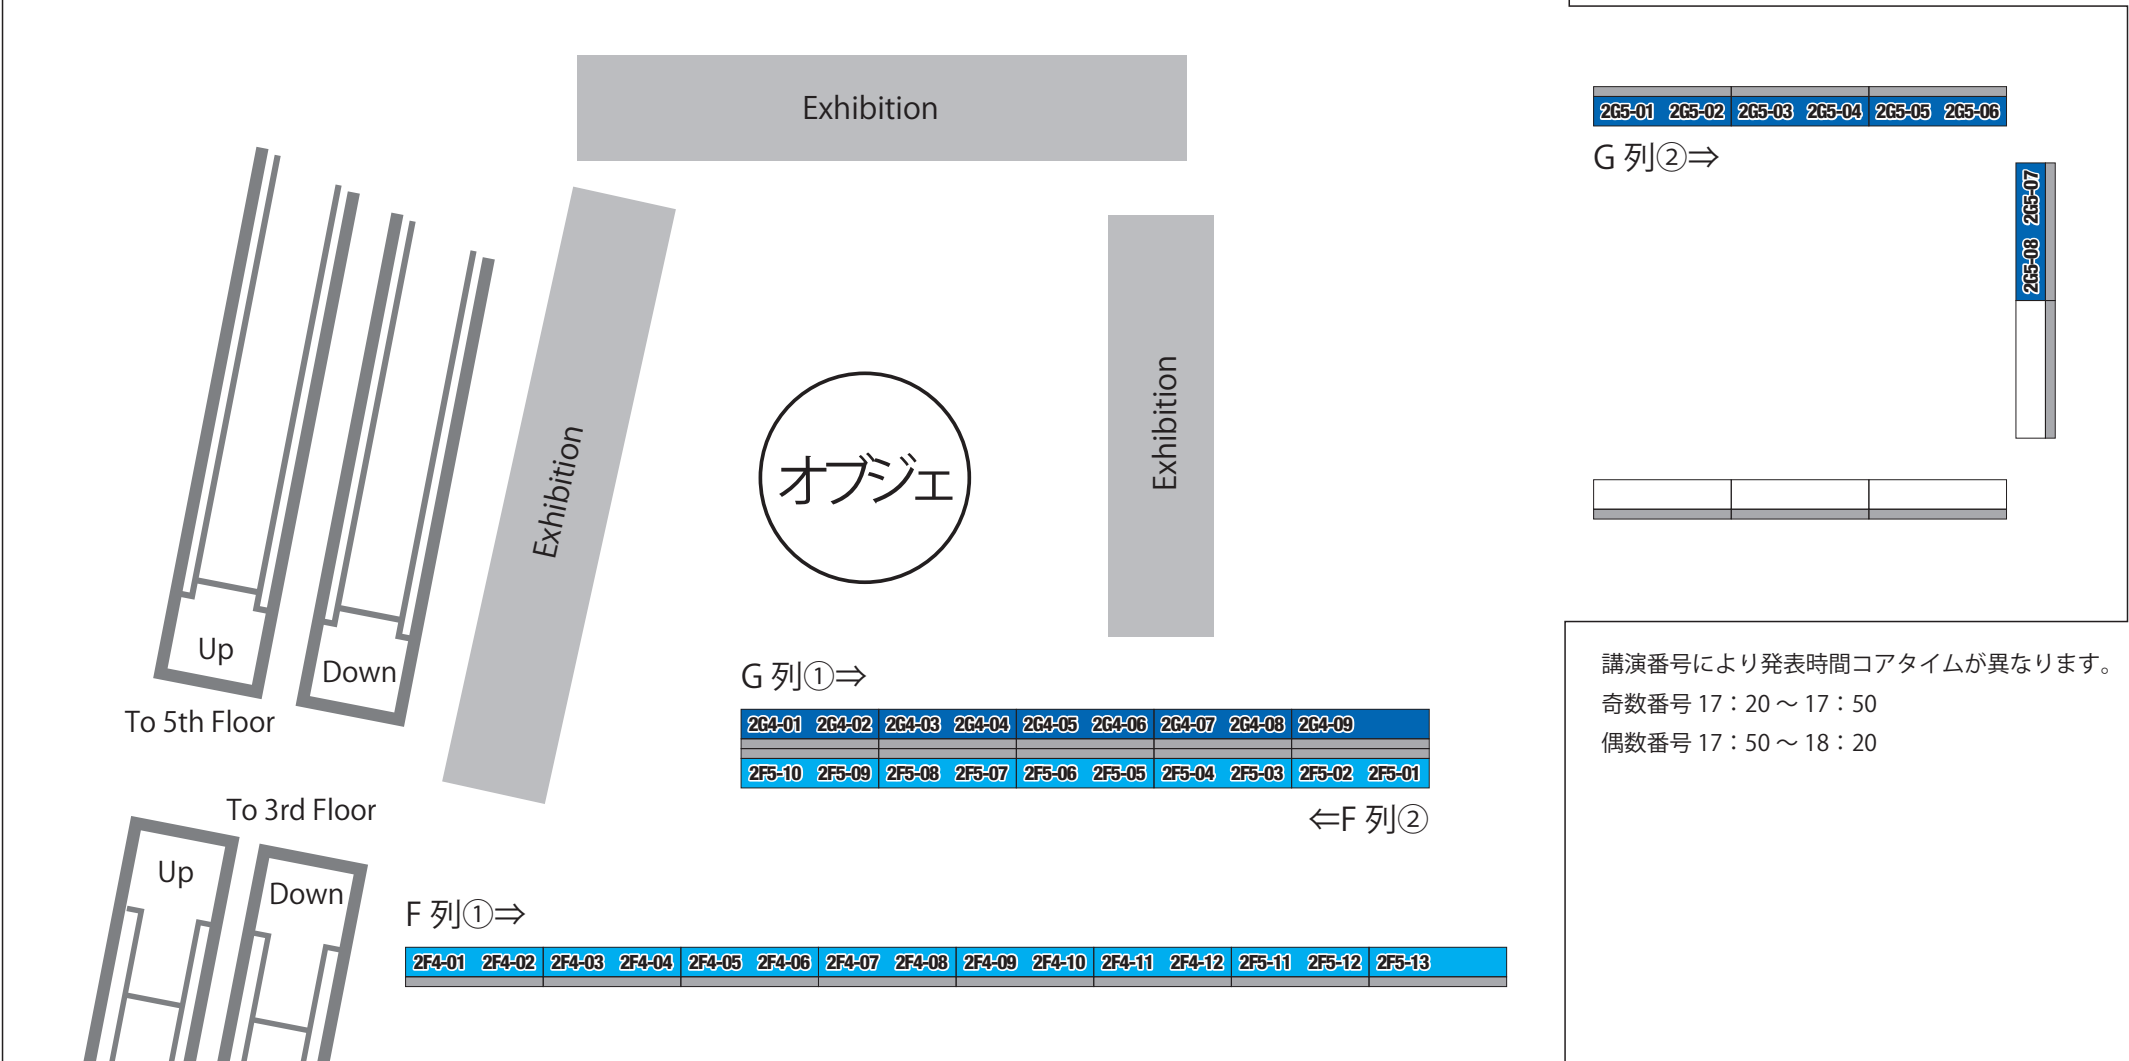 Exhibition
2G5-01 2G5-02 2G5-03 2G5-04 2G5-05 2G5-06
G 列②⇒
2G5-07
2G5-08
Exhibition
オブジェ
Exhibition
Up
Down
To 5th Floor
G 列①⇒
2G4-01 2G4-02 2G4-03 2G4-04 2G4-05 2G4-06 2G4-07 2G4-08 2G4-09
2F5-10 2F5-09 2F5-08 2F5-07 2F5-06 2F5-05 2F5-04 2F5-03 2F5-02 2F5-01
⇐F 列②
講演番号により発表時間コアタイムが異なります。
奇数番号 17：20 ～ 17：50
偶数番号 17：50 ～ 18：20
To 3rd Floor
Up
Down
F 列①⇒
2F4-01 2F4-02 2F4-03 2F4-04 2F4-05 2F4-06 2F4-07 2F4-08 2F4-09 2F4-10 2F4-11 2F4-12 2F5-11 2F5-12 2F5-13